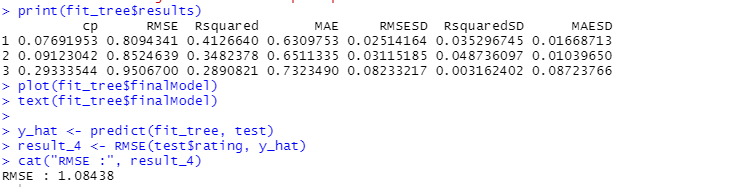 > print(fit_tree$results)
cp RMSE Rsquared MAE RMSESD RsquaredSD MAESD
1 0.07691953 0.8094341 0.4126640 0.6309753 0.02514164 0.035296745 0.01668713
2 0.09123042 0.8524639 0.3482378 0.6511335 0.03115185 0.048736097 0.01039650
3 0.29333544 0.9506700 0.2890821 0.7323490 0.08233217 0.003162402 0.08723766
> plot(fit_tree$finalModel)
> text(fit_tree$finalModel)
>
> y_hat <- predict(fit_tree, test)
> result_4 <- RMSE(test$rating, y_hat)
> cat("RMSE :", result_4)
RMSE : 1.08438